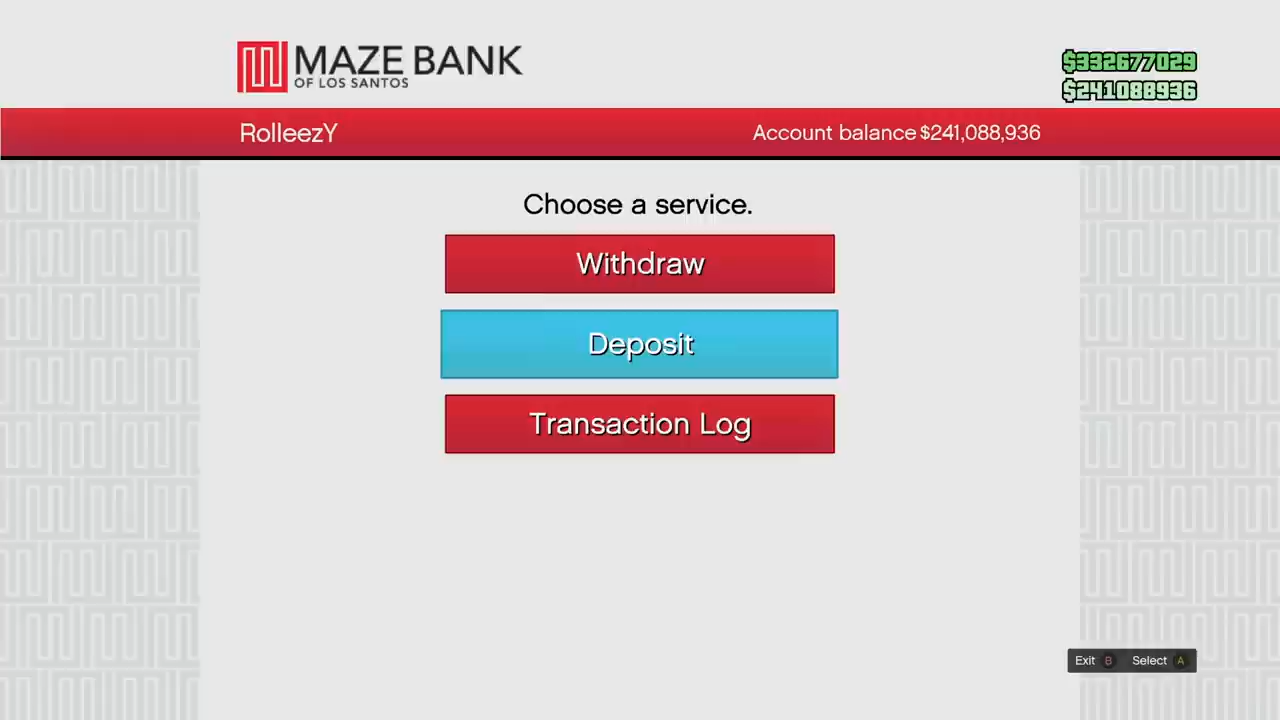 MAZE BANK
OF LOS SANTOS
$332677029
$241088936
RolleezY
Account balance $241,088,936
Choose a service.
Withdraw
Deposit
Transaction Log
Exit B Select A